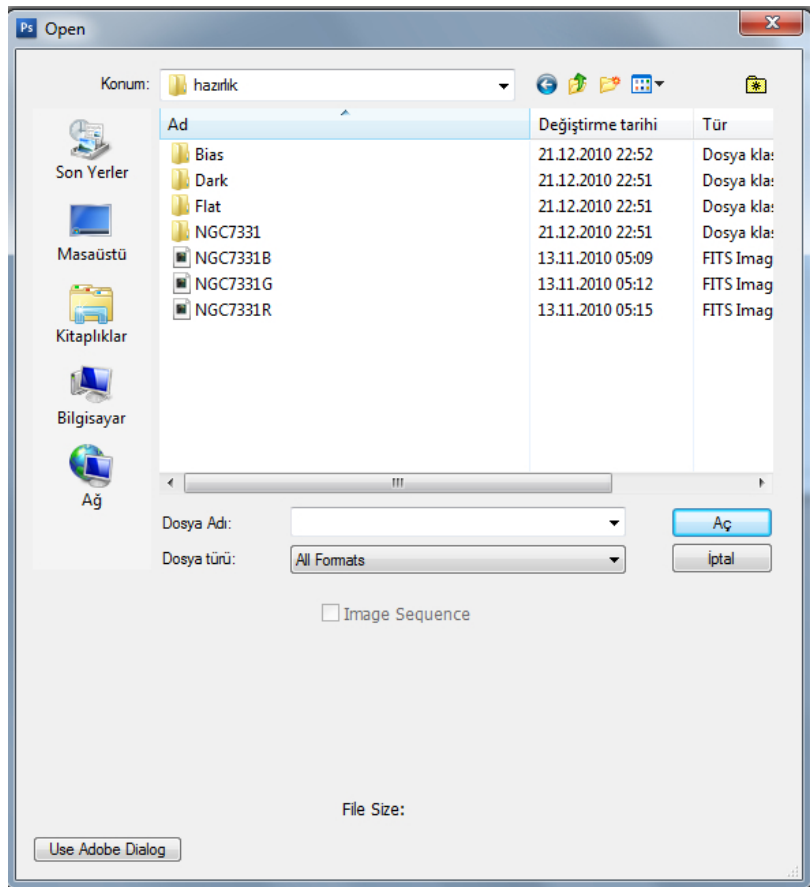 Ps Open
Konum: hazırlık
Ad Değiştirme tarihi Tür
Bias 21.12.2010 22:52 Dosya klas
Dark 21.12.2010 22:51 Dosya klas
Flat 21.12.2010 22:51 Dosya klas
NGC7331 21.12.2010 22:51 Dosya klas
NGC7331B 13.11.2010 05:09 FITS Imag
NGC7331G 13.11.2010 05:12 FITS Imag
NGC7331R 13.11.2010 05:15 FITS Imag
Son Yerler
Masaüstü
Kitaplıklar
Bilgisayar
Ağ
Dosya Adı: Aç
Dosya türü: All Formats İptal
Image Sequence
File Size:
Use Adobe Dialog